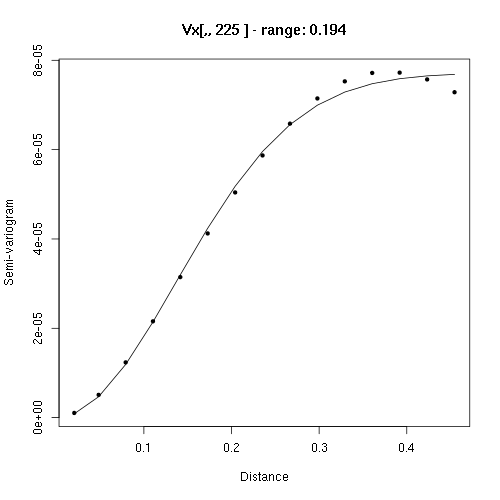 Vx[,, 225 ] - range: 0.194
8e-05
6e-05
4e-05
2e-05
0e+00
Semi-variogram
0.1 0.2 0.3 0.4
Distance